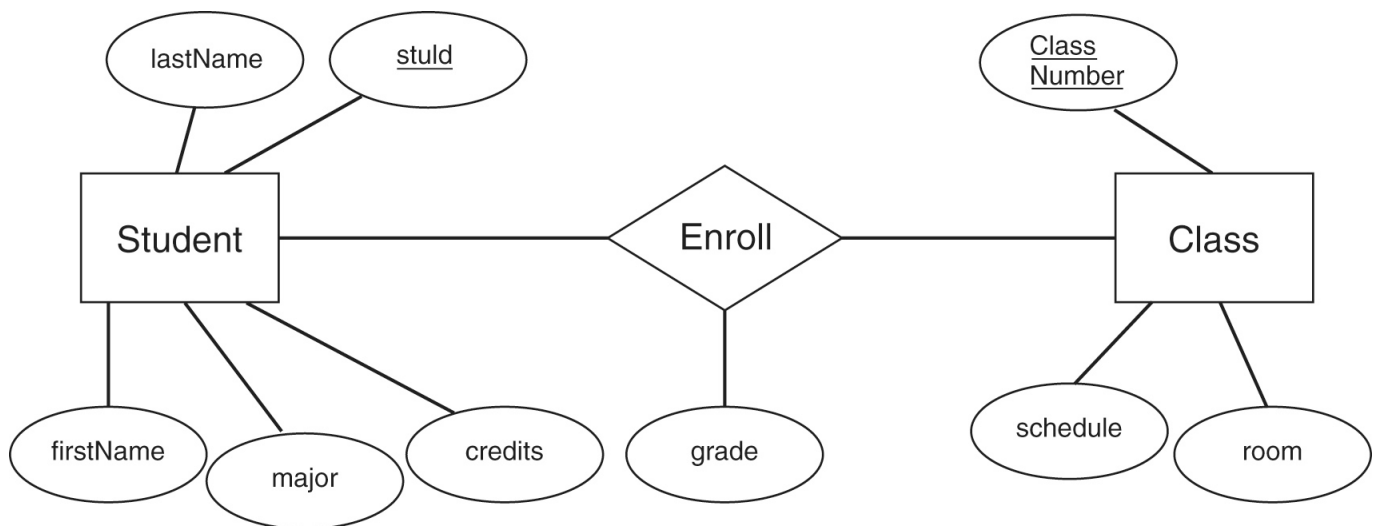 lastName
stuId
Class
Number
Student
Enroll
Class
firstName
major
credits
grade
schedule
room